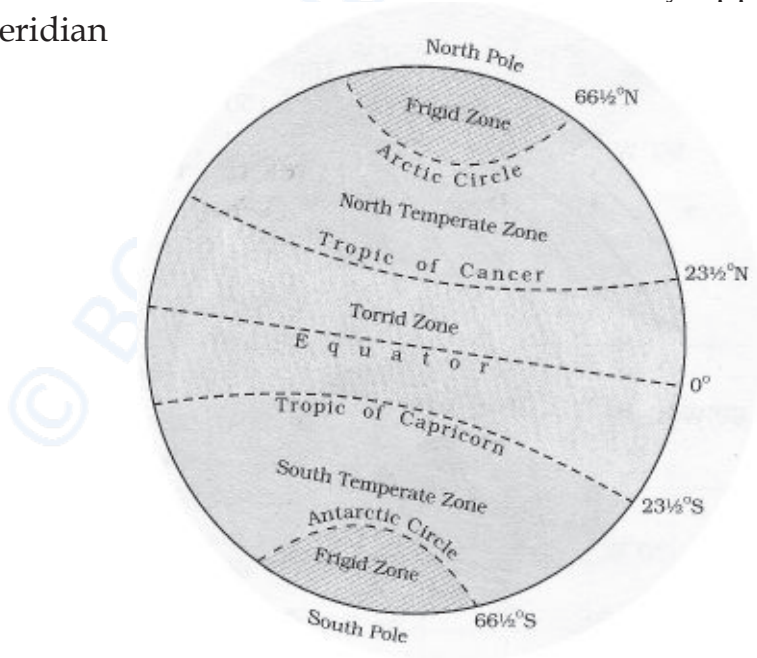 eridian
North Pole
66½°N
Frigid Zone
Arctic Circle
North Temperate Zone
Tropic of Cancer
23½°N
Torrid Zone
Equator
0°
Tropic of Capricorn
South Temperate Zone
23½°S
Antarctic Circle
Frigid Zone
66½°S
South Pole
© BC